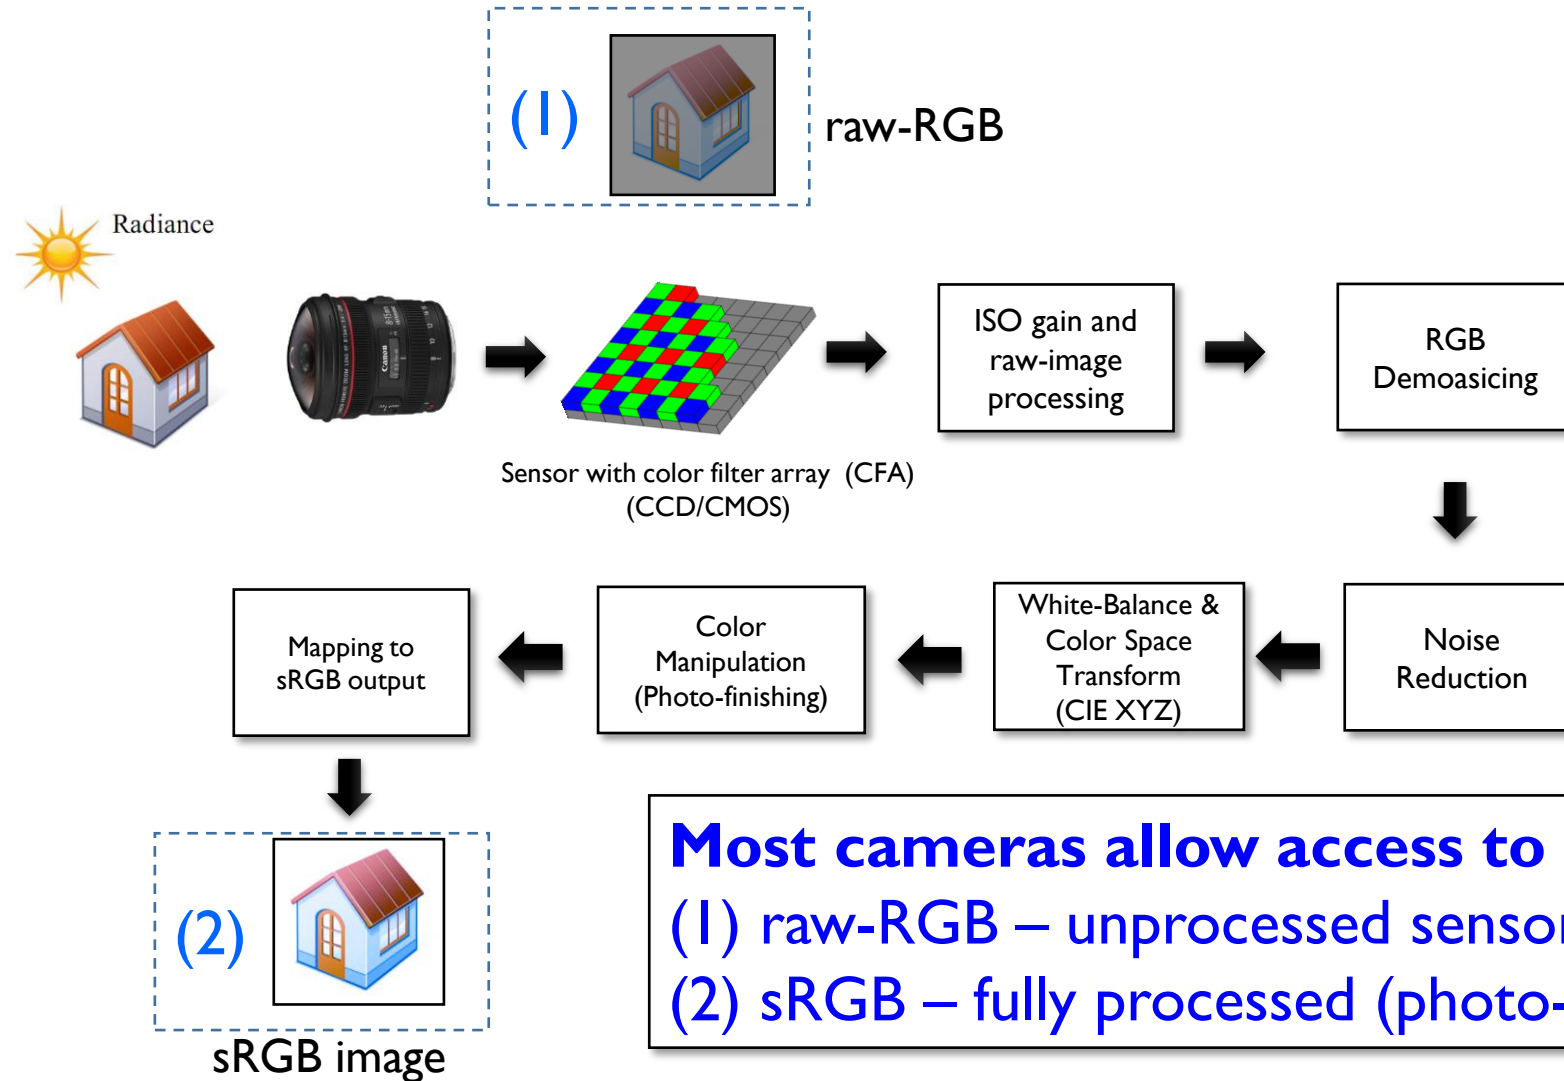 (1)
raw-RGB
Radiance
ISO gain and
raw-image
processing
RGB
Demoasicing
Canon
Sensor with color filter array (CFA)
(CCD/CMOS)
Mapping to
sRGB output
Color
Manipulation
(Photo-finishing)
White-Balance &
Color Space
Transform
(CIE XYZ)
Noise
Reduction
(2)
sRGB image
Most cameras allow access to
(1) raw-RGB – unprocessed sensor
(2) sRGB – fully processed (photo-